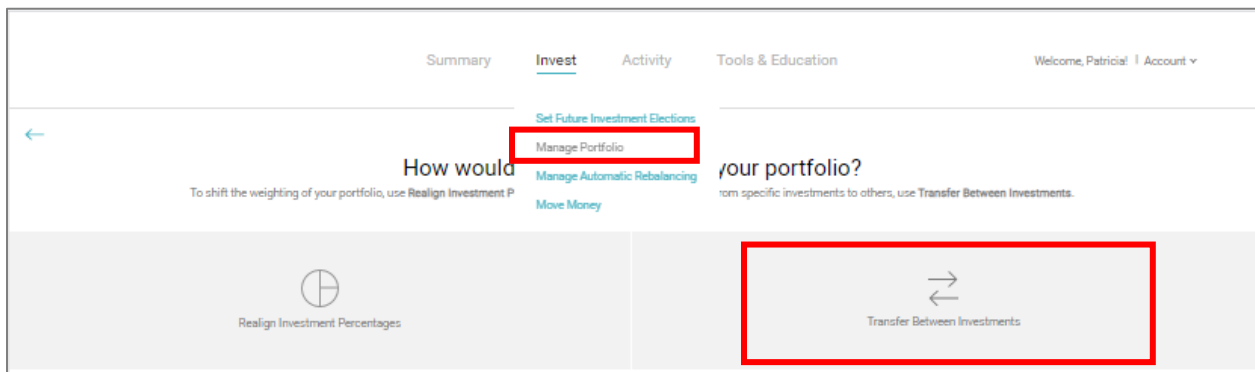 Summary Invest Activity Tools & Education Welcome, Patricia! | Account
Set Future Investment Elections
Manage Portfolio
Manage Automatic Rebalancing
Move Money
How would your portfolio?
To shift the weighting of your portfolio, use Realign Investment P rom specific investments to others, use Transfer Between Investments.
Realign Investment Percentages
Transfer Between Investments